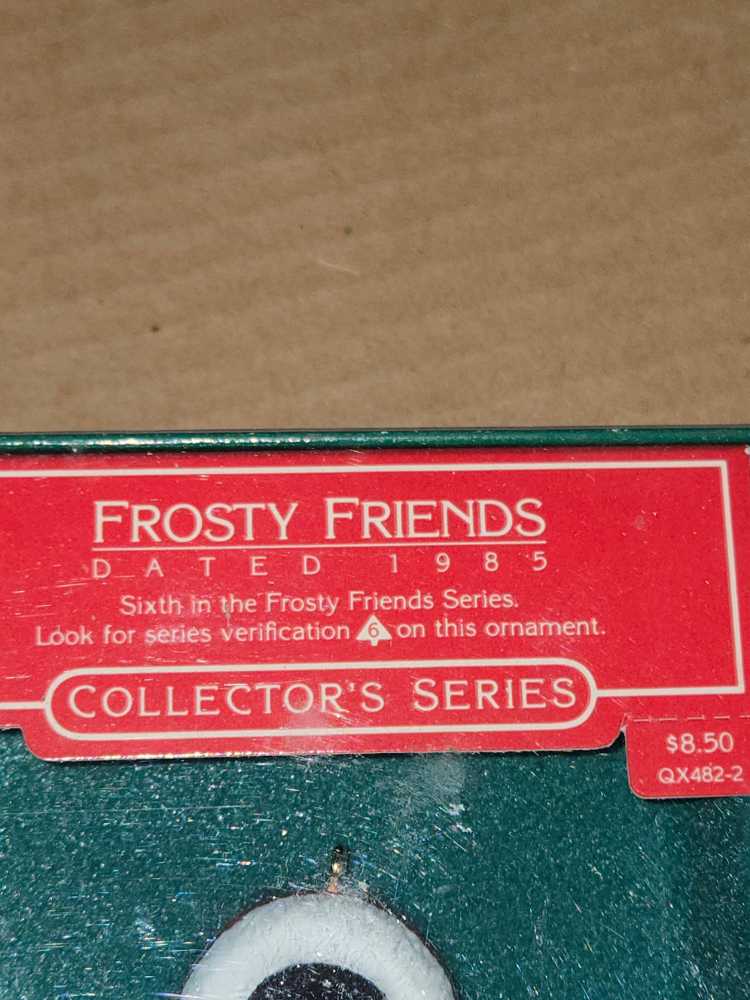 FROSTY FRIENDS
DATED 1985
Sixth in the Frosty Friends Series.
Look for series verification 6 on this ornament.
COLLECTOR'S SERIES
$8.50
QX482-2